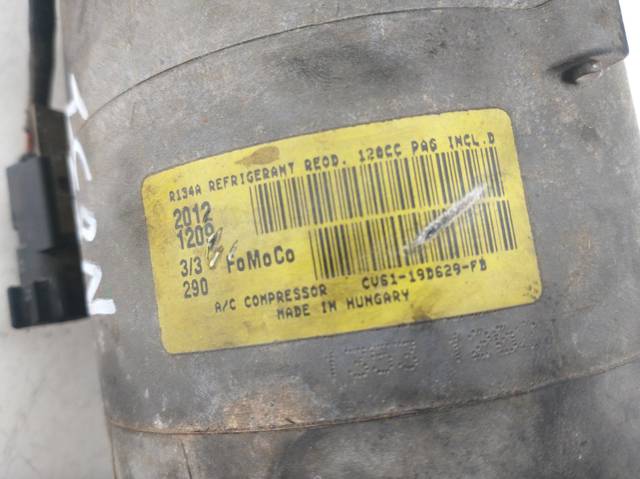 R134A REFRIGERANT REQD. 120CC PAG INCL.D
2012
1209
3/3 FoMoCo
290
CV61-19D629-FB
A/C COMPRESSOR
MADE IN HUNGARY